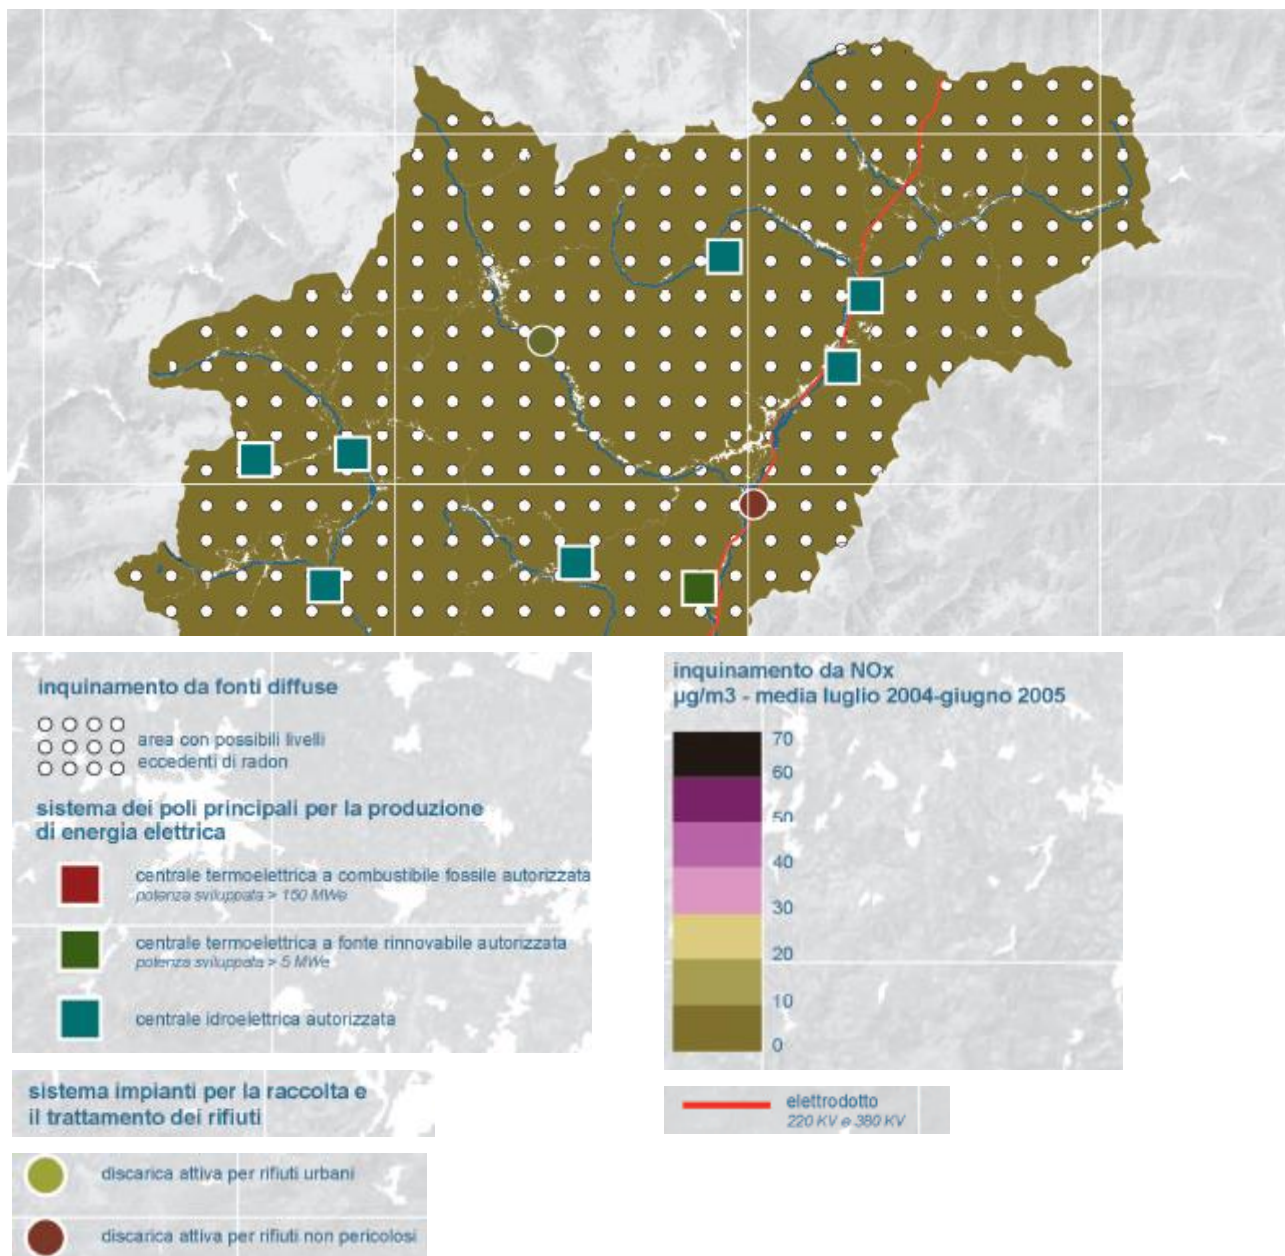 inquinamento da fonti diffuse
area con possibili livelli
eccedenti di radon
sistema dei poli principali per la produzione
di energia elettrica
centrale termoelettrica a combustibile fossile autorizzata
potenza sviluppata > 150 MWe
centrale termoelettrica a fonte rinnovabile autorizzata
potenza sviluppata > 5 MWe
centrale idroelettrica autorizzata
sistema impianti per la raccolta e
il trattamento dei rifiuti
discarica attiva per rifiuti urbani
discarica attiva per rifiuti non pericolosi
inquinamento da NOx
µg/m3 - media luglio 2004-giugno 2005
70
60
50
40
30
20
10
0
elettrodotto
220 KV e 380 KV